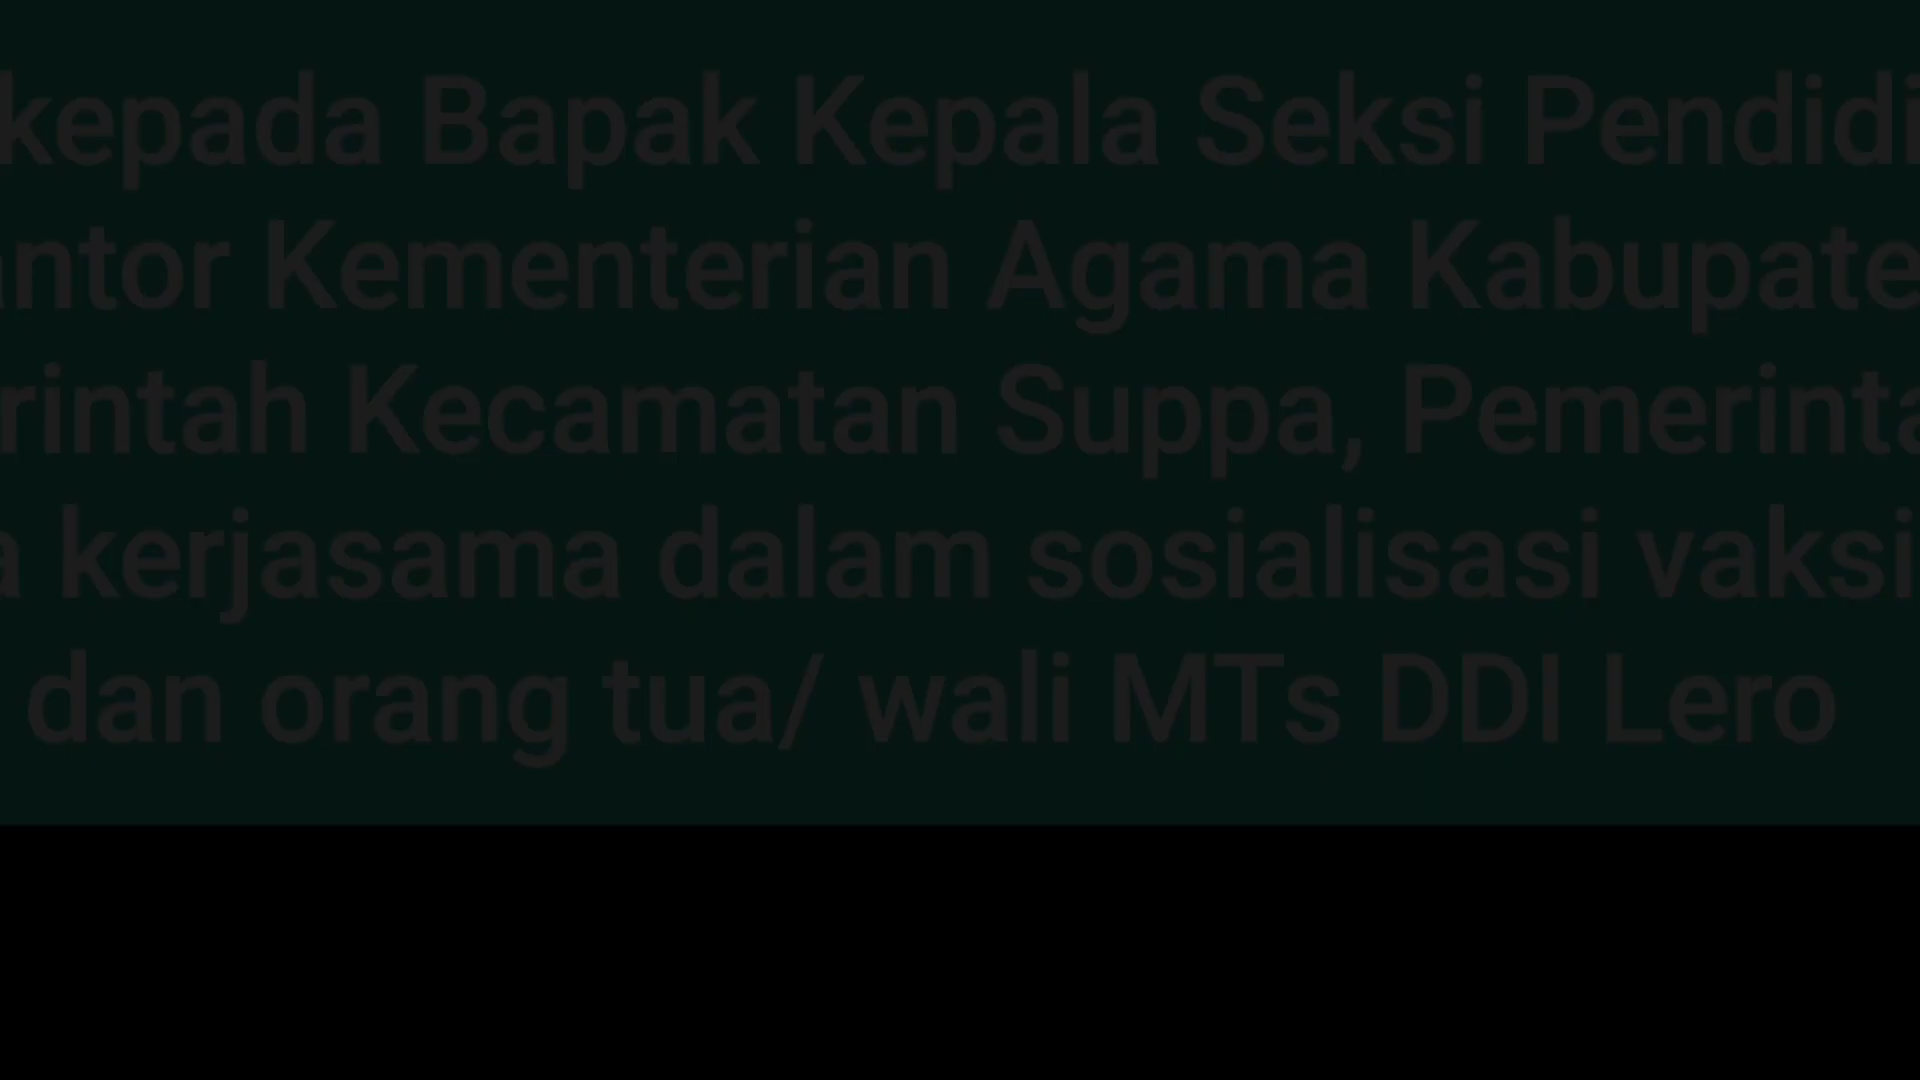 kepada Bapak Kepala Seksi Pendidi
antor Kementerian Agama Kabupate
rintah Kecamatan Suppa, Pemerinta
a kerjasama dalam sosialisasi vaksi
dan orang tua/ wali MTs DDI Lero